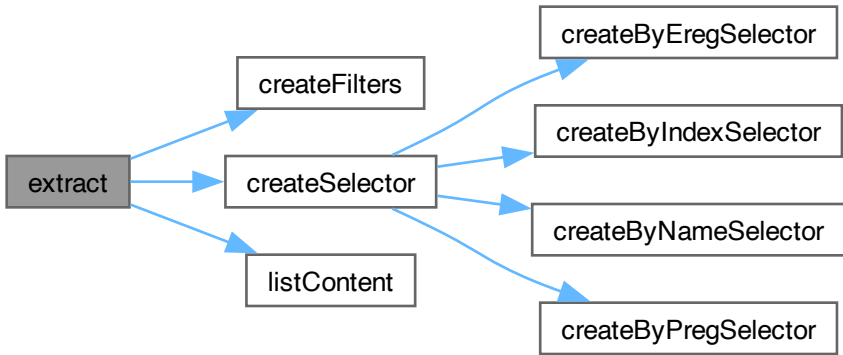 extract
createFilters
createSelector
listContent
createByEregSelector
createByIndexSelector
createByNameSelector
createByPregSelector